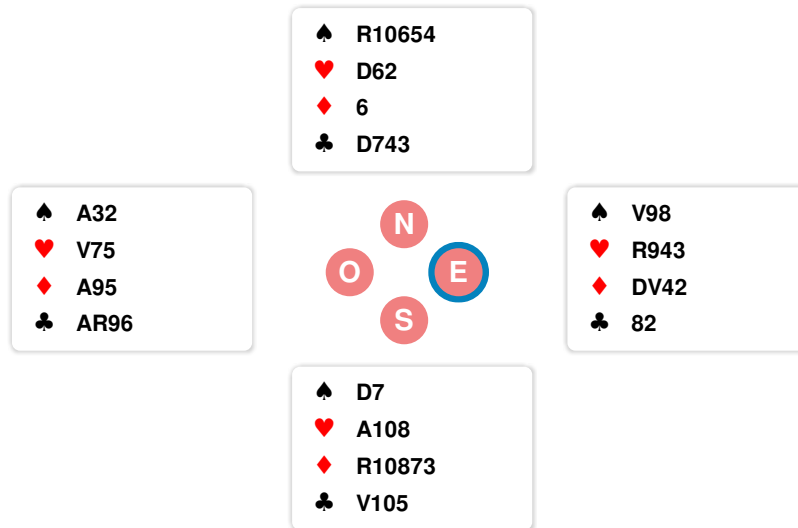 ♠ R10654
♥ D62
♦ 6
♣ D743
♠ A32
♥ V75
♦ A95
♣ AR96
N
O
E
S
♠ V98
♥ R943
♦ DV42
♣ 82
♠ D7
♥ A108
♦ R10873
♣ V105